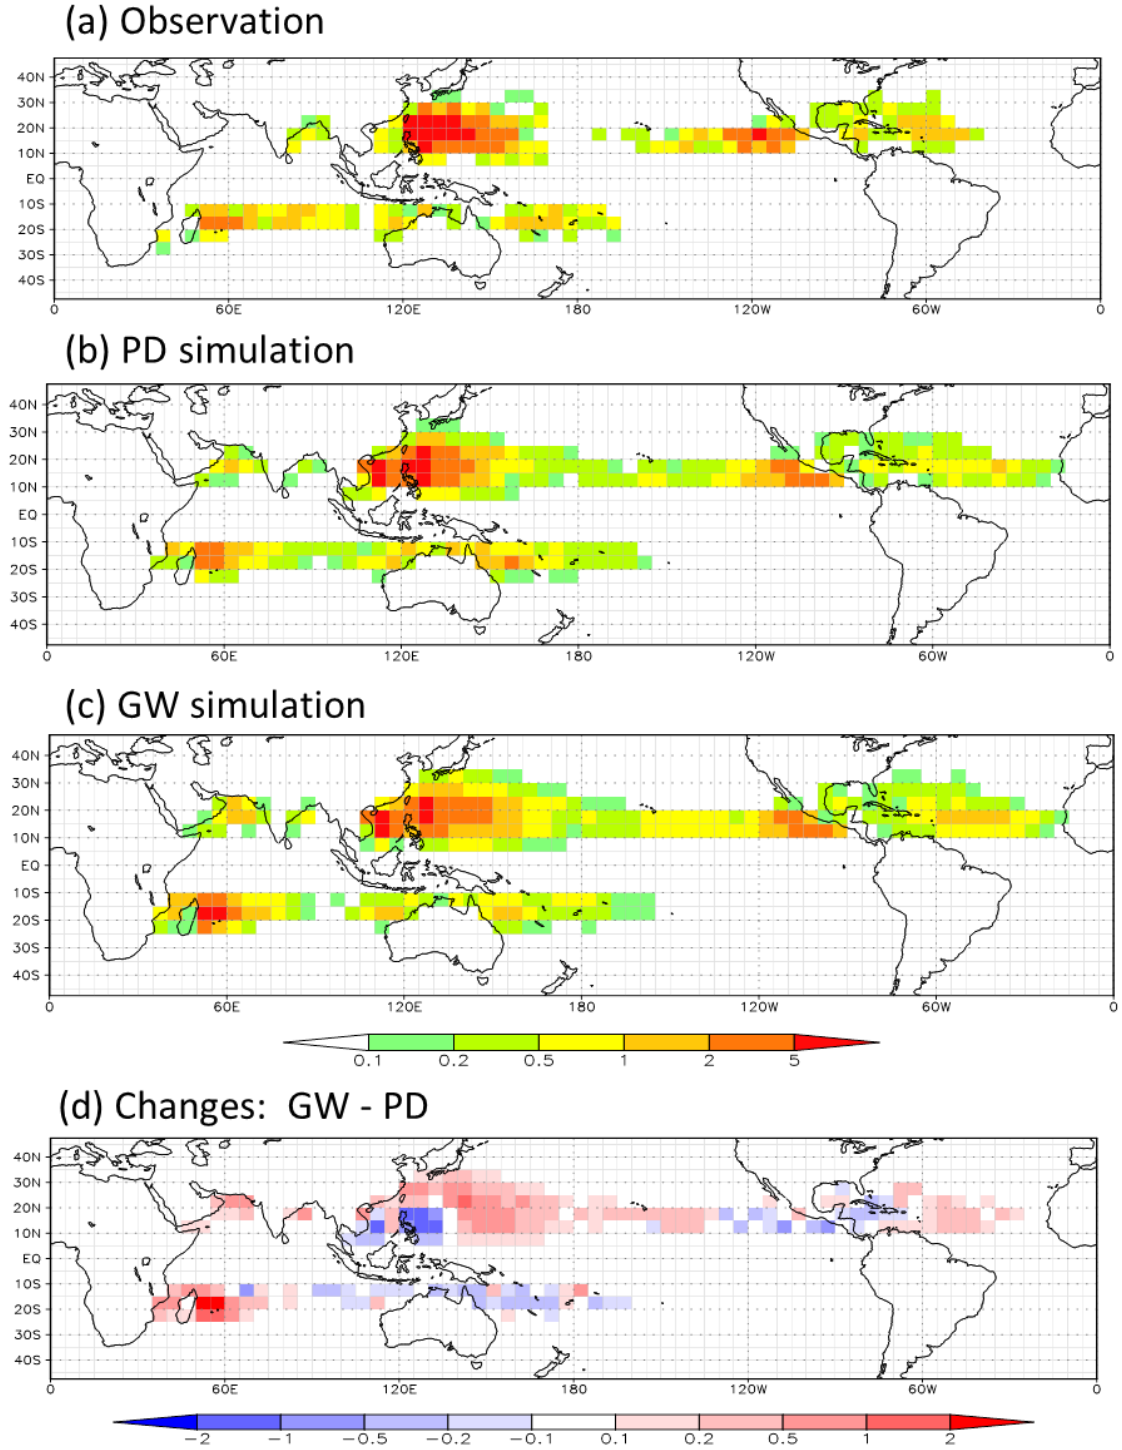 (a) Observation
40N
30N
20N
10N
EQ
10S
20S
30S
40S
0 60E 120E 180 120W 60W 0
(b) PD simulation
40N
30N
20N
10N
EQ
10S
20S
30S
40S
0 60E 120E 180 120W 60W 0
(c) GW simulation
40N
30N
20N
10N
EQ
10S
20S
30S
40S
0 60E 120E 180 120W 60W 0
0.1 0.2 0.5 1 2 5
(d) Changes: GW - PD
40N
30N
20N
10N
EQ
10S
20S
30S
40S
0 60E 120E 180 120W 60W 0
-2 -1 -0.5 -0.2 -0.1 0.1 0.2 0.5 1 2